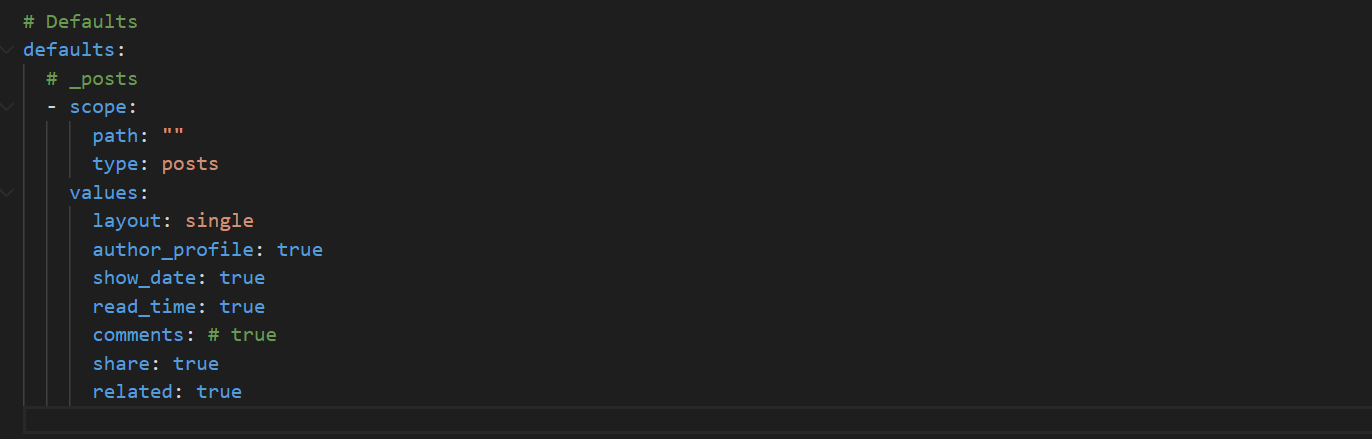 # Defaults
defaults:
  # _posts
  - scope:
      path: ""
      type: posts
    values:
      layout: single
      author_profile: true
      show_date: true
      read_time: true
      comments: # true
      share: true
      related: true